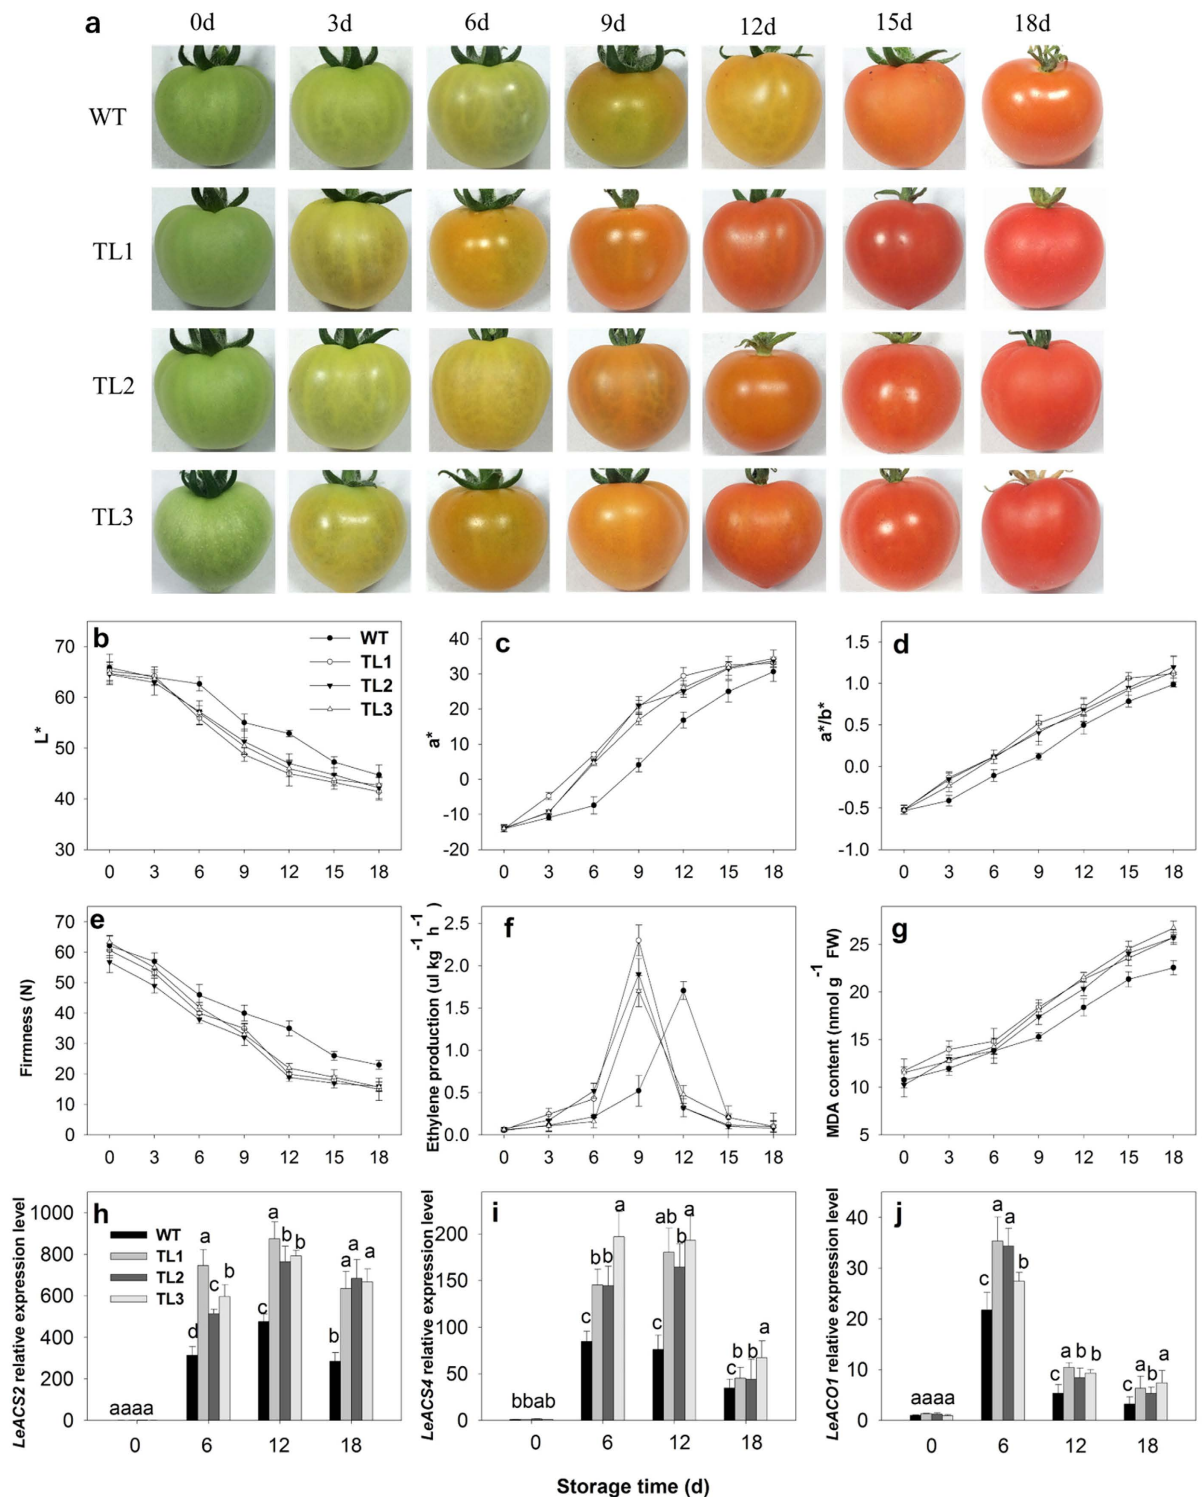 a 0d 3d 6d 9d 12d 15d 18d
WT
TL1
TL2
TL3
b
WT
TL1
TL2
TL3
L*
70
60
50
40
30
0 3 6 9 12 15 18
c
a*
40
30
20
10
0
-10
-20
0 3 6 9 12 15 18
d
a*/b*
1.5
1.0
0.5
0.0
-0.5
-1.0
0 3 6 9 12 15 18
e
Firmness (N)
70
60
50
40
30
20
10
0
0 3 6 9 12 15 18
f
Ethylene production (ul kg-1 h-1)
2.5
2.0
1.5
1.0
0.5
0.0
0 3 6 9 12 15 18
g
MDA content (nmol g-1 FW)
25
20
15
10
5
0 3 6 9 12 15 18
h
WT
TL1
TL2
TL3
LeACS2 relative expression level
1000
800
600
400
200
0
aaaa
d a c b
c a b b
b a a a
0 6 12 18
i
LeACS4 relative expression level
200
150
100
50
0
bbab
c b b a
c ab b a
c b b a
0 6 12 18
j
LeACO1 relative expression level
40
30
20
10
0
aaaa
c a a b
c a b b
c a b a
0 6 12 18
Storage time (d)